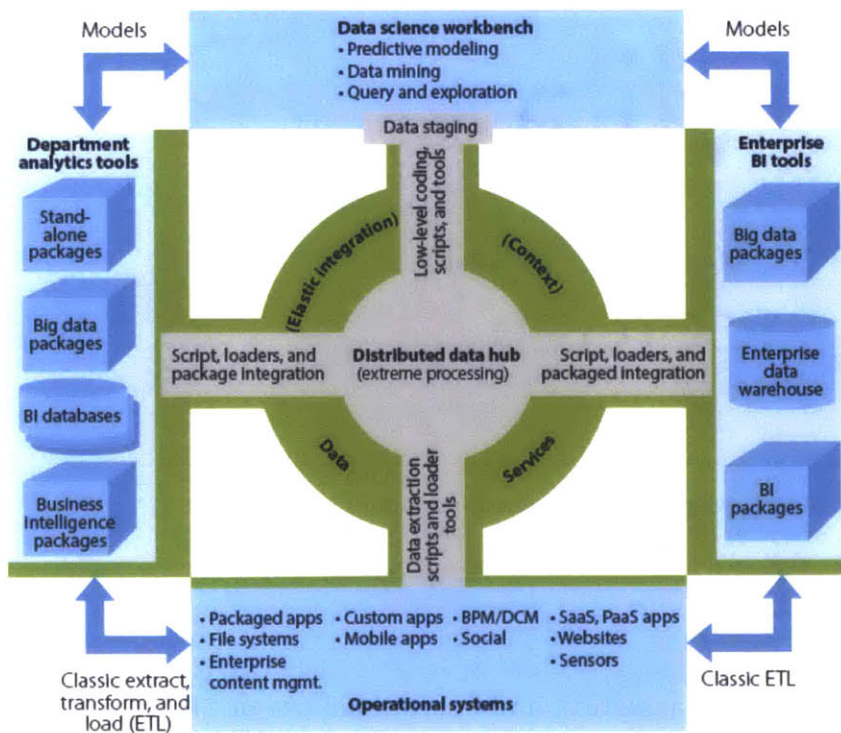 Models
Data science workbench
• Predictive modeling
• Data mining
• Query and exploration
Models
Data staging
Department
analytics tools
Stand-
alone
packages
Big data
packages
BI databases
Business
Intelligence
packages
Low-level coding,
scripts, and tools
(Elastic integration)
(Context)
Script, loaders, and
package integration
Distributed data hub
(extreme processing)
Script, loaders, and
packaged integration
Data
Services
Data extraction
scripts and loader
tools
Enterprise
BI tools
Big data
packages
Enterprise
data
warehouse
BI
packages
• Packaged apps
• File systems
• Enterprise
content mgmt.
• Custom apps
• Mobile apps
• BPM/DCM
• Social
• SaaS, PaaS apps
• Websites
• Sensors
Operational systems
Classic extract,
transform, and
load (ETL)
Classic ETL